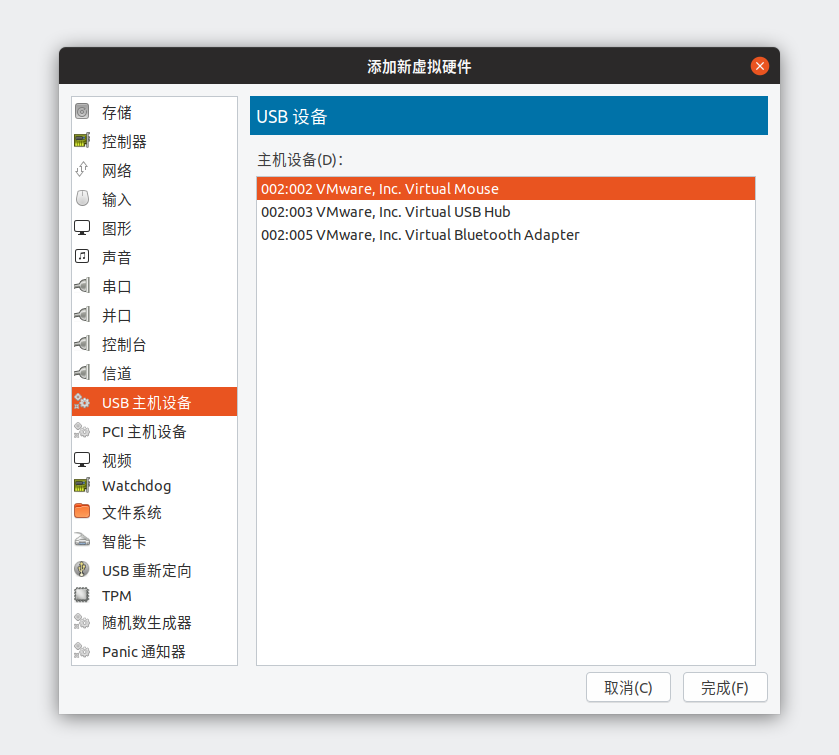 添加新虚拟硬件
存储
控制器
网络
输入
图形
声音
串口
并口
控制台
信道
USB 主机设备
PCI 主机设备
视频
Watchdog
文件系统
智能卡
USB 重新定向
TPM
随机数生成器
Panic 通知器
USB 设备
主机设备(D)：
002:002 VMware, Inc. Virtual Mouse
002:003 VMware, Inc. Virtual USB Hub
002:005 VMware, Inc. Virtual Bluetooth Adapter
取消(C)
完成(F)